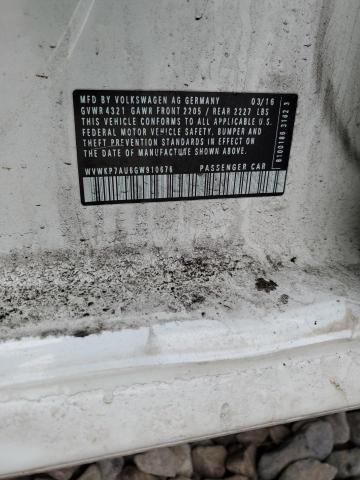 MFD BY VOLKSWAGEN AG GERMANY 03/16
GVWR 4321 GAWR FRONT 2205 / REAR 2227 LBS
THIS VEHICLE CONFORMS TO ALL APPLICABLE U.S.
FEDERAL MOTOR VEHICLE SAFETY, BUMPER AND
THEFT PREVENTION STANDARDS IN EFFECT ON THE
DATE OF MANUFACTURE SHOWN ABOVE.
WVWKP7AU6GW910676 PASSENGER CAR